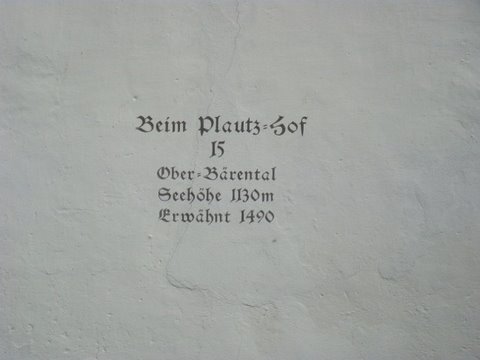 Beim Plautz=Hof
15
Ober=Bärental
Seehöhe 1130m
Erwähnt 1490